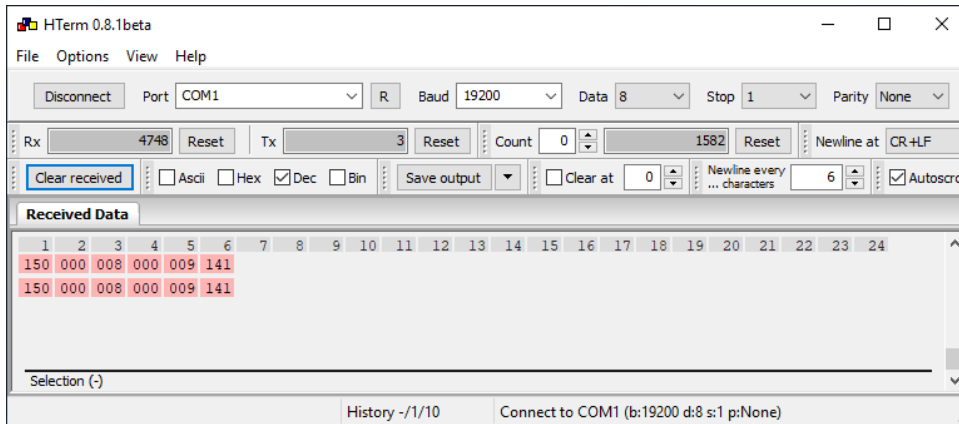 HTerm 0.8.1beta
File Options View Help
Disconnect Port COM1 R Baud 19200 Data 8 Stop 1 Parity None
Rx 4748 Reset Tx 3 Reset Count 0 1582 Reset Newline at CR+LF
Clear received Ascii Hex Dec Bin Save output Clear at 0 Newline every ... characters 6 Autoscro
Received Data
1 2 3 4 5 6 7 8 9 10 11 12 13 14 15 16 17 18 19 20 21 22 23 24
150 000 008 000 009 141
150 000 008 000 009 141
Selection (-)
History -/1/10 Connect to COM1 (b:19200 d:8 s:1 p:None)